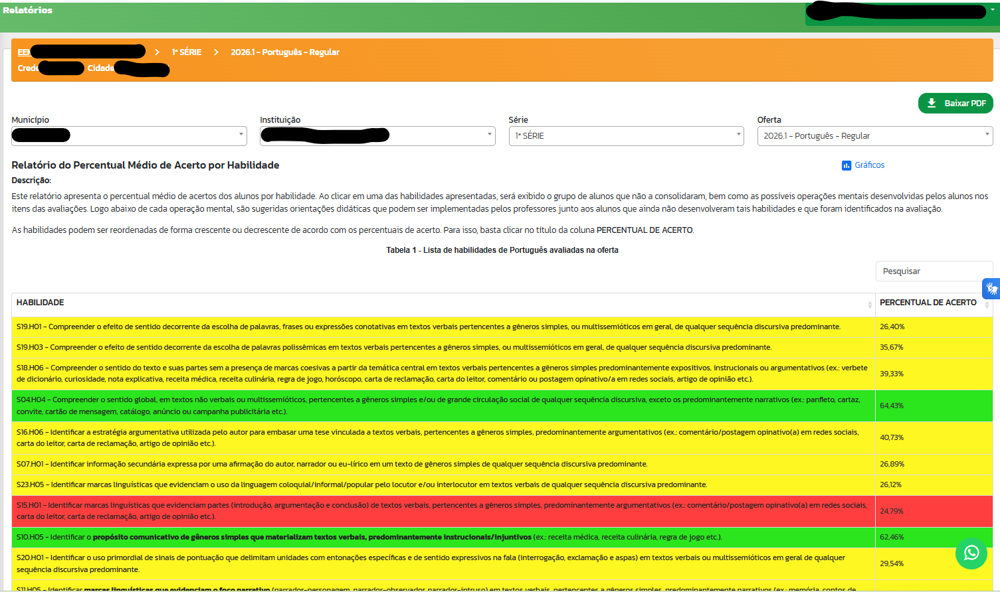 Relatórios
EEM
1ª SÉRIE
2026.1 - Português - Regular
Crede
Cidade
Baixar PDF
Município
Instituição
Série
Oferta
1ª SÉRIE
2026.1 - Português - Regular
Relatório do Percentual Médio de Acerto por Habilidade
Gráficos
Descrição:
Este relatório apresenta o percentual médio de acertos dos alunos por habilidade. Ao clicar em uma das habilidades apresentadas, será exibido o grupo de alunos que não a consolidaram, bem como as possíveis operações mentais desenvolvidas pelos alunos nos
itens das avaliações. Logo abaixo de cada operação mental, são sugeridas orientações didáticas que podem ser implementadas pelos professores junto aos alunos que ainda não desenvolveram tais habilidades e que foram identificados na avaliação.
As habilidades podem ser reordenadas de forma crescente ou decrescente de acordo com os percentuais de acerto. Para isso, basta clicar no título da coluna PERCENTUAL DE ACERTO.
Tabela 1 - Lista de habilidades de Português avaliadas na oferta
Pesquisar
HABILIDADE
PERCENTUAL DE ACERTO
S19.H01 - Compreender o efeito de sentido decorrente da escolha de palavras, frases ou expressões conotativas em textos verbais pertencentes a gêneros simples, ou multissemióticos em geral, de qualquer sequência discursiva predominante.
26,40%
S19.H03 - Compreender o efeito de sentido decorrente da escolha de palavras polissêmicas em textos verbais pertencentes a gêneros simples, ou multissemióticos em geral, de qualquer sequência discursiva predominante.
35,67%
S18.H06 - Compreender o sentido do texto e suas partes sem a presença de marcas coesivas a partir da temática central em textos verbais pertencentes a gêneros simples predominantemente expositivos, instrucionais ou argumentativos (ex.: verbete
de dicionário, curiosidade, nota explicativa, receita médica, receita culinária, regra de jogo, horóscopo, carta de reclamação, carta do leitor, comentário ou postagem opinativo/a em redes sociais, artigo de opinião etc.).
39,33%
S04.H04 - Compreender o sentido global, em textos não verbais ou multissemióticos, pertencentes a gêneros simples e/ou de grande circulação social de qualquer sequência discursiva, exceto os predominantemente narrativos (ex.: panfleto, cartaz,
convite, cartão de mensagem, catálogo, anúncio ou campanha publicitária etc.).
64,43%
S16.H06 - Identificar a estratégia argumentativa utilizada pelo autor para embasar uma tese vinculada a textos verbais, pertencentes a gêneros simples, predominantemente argumentativos (ex.: comentário/postagem opinativo(a) em redes sociais,
carta do leitor, carta de reclamação, artigo de opinião etc.).
40,73%
S07.H01 - Identificar informação secundária expressa por uma afirmação do autor, narrador ou eu-lírico em um texto de gêneros simples de qualquer sequência discursiva predominante.
26,89%
S23.H05 - Identificar marcas linguísticas que evidenciam o uso da linguagem coloquial/informal/popular pelo locutor e/ou interlocutor em textos verbais de qualquer sequência discursiva predominante.
26,12%
S15.H01 - Identificar marcas linguísticas que evidenciam partes (introdução, argumentação e conclusão) de textos verbais, pertencentes a gêneros simples, predominantemente argumentativos (ex.: comentário/postagem opinativo(a) em redes sociais,
carta do leitor, carta de reclamação, artigo de opinião etc.).
24,79%
S10.H05 - Identificar o propósito comunicativo de gêneros simples que materializam textos verbais, predominantemente instrucionais/injuntivos (ex.: receita médica, receita culinária, regra de jogo etc.).
62,46%
S20.H01 - Identificar o uso primordial de sinais de pontuação que delimitam unidades com entonações específicas e de sentido expressivos na fala (interrogação, exclamação e aspas) em textos verbais ou multissemióticos em geral de qualquer
sequência discursiva predominante.
29,54%
S11.H05 - Identificar marcas linguísticas que evidenciam o foco narrativo (narrador-personagem, narrador-observador, narrador-intruso) em textos verbais, pertencentes a gêneros simples, predominantemente narrativos (ex.: memória, contos de